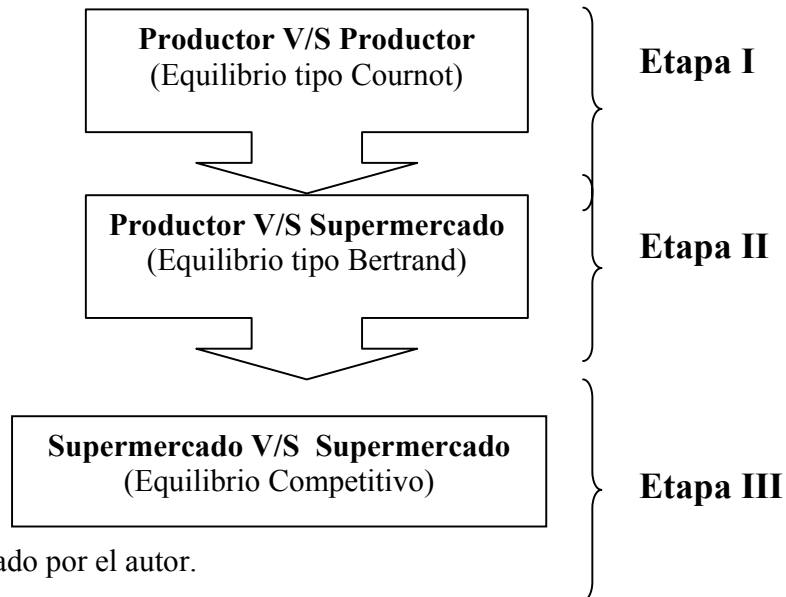 Productor V/S Productor
(Equilibrio tipo Cournot)
Etapa I
Productor V/S Supermercado
(Equilibrio tipo Bertrand)
Etapa II
Supermercado V/S Supermercado
(Equilibrio Competitivo)
Etapa III
por el autor.